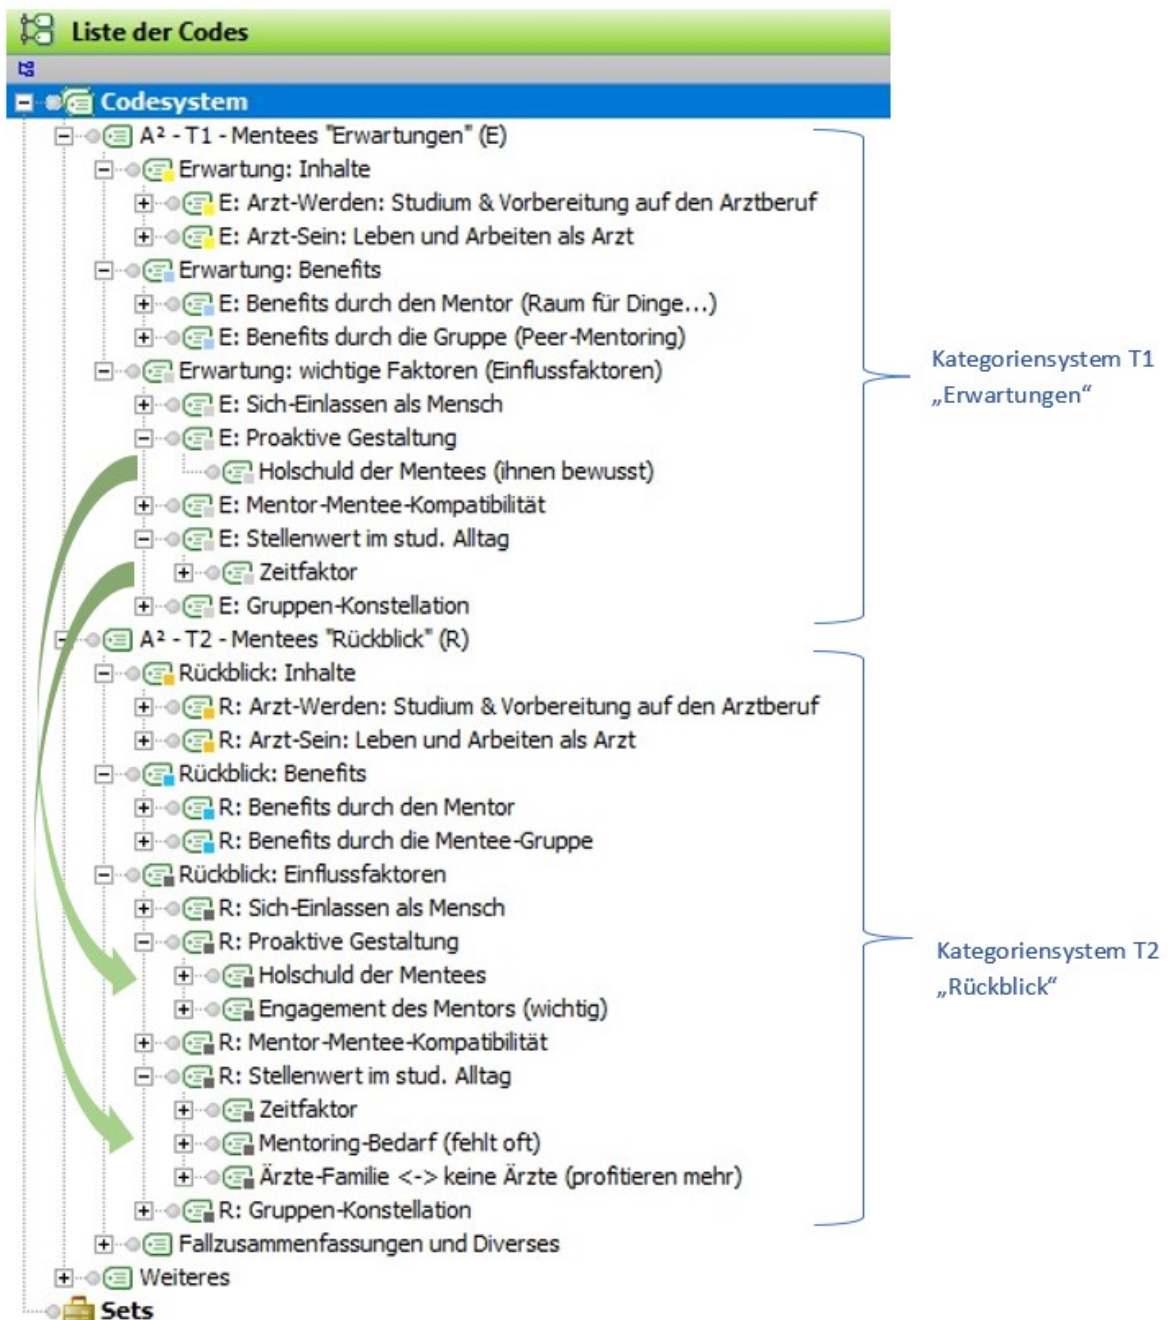 Liste der Codes
Codesystem
A² - T1 - Mentees "Erwartungen" (E)
Erwartung: Inhalte
E: Arzt-Werden: Studium & Vorbereitung auf den Arztberuf
E: Arzt-Sein: Leben und Arbeiten als Arzt
Erwartung: Benefits
E: Benefits durch den Mentor (Raum für Dinge...)
E: Benefits durch die Gruppe (Peer-Mentoring)
Erwartung: wichtige Faktoren (Einflussfaktoren)
E: Sich-Einlassen als Mensch
E: Proaktive Gestaltung
Holschuld der Mentees (ihnen bewusst)
E: Mentor-Mentee-Kompatibilität
E: Stellenwert im stud. Alltag
Zeitfaktor
E: Gruppen-Konstellation
Kategoriensystem T1
„Erwartungen“
A² - T2 - Mentees "Rückblick" (R)
Rückblick: Inhalte
R: Arzt-Werden: Studium & Vorbereitung auf den Arztberuf
R: Arzt-Sein: Leben und Arbeiten als Arzt
Rückblick: Benefits
R: Benefits durch den Mentor
R: Benefits durch die Mentee-Gruppe
Rückblick: Einflussfaktoren
R: Sich-Einlassen als Mensch
R: Proaktive Gestaltung
Holschuld der Mentees
Engagement des Mentors (wichtig)
R: Mentor-Mentee-Kompatibilität
R: Stellenwert im stud. Alltag
Zeitfaktor
Mentoring-Bedarf (fehlt oft)
Ärzte-Familie <-> keine Ärzte (profitieren mehr)
R: Gruppen-Konstellation
Kategoriensystem T2
„Rückblick“
Fallzusammenfassungen und Diverses
Weiteres
Sets